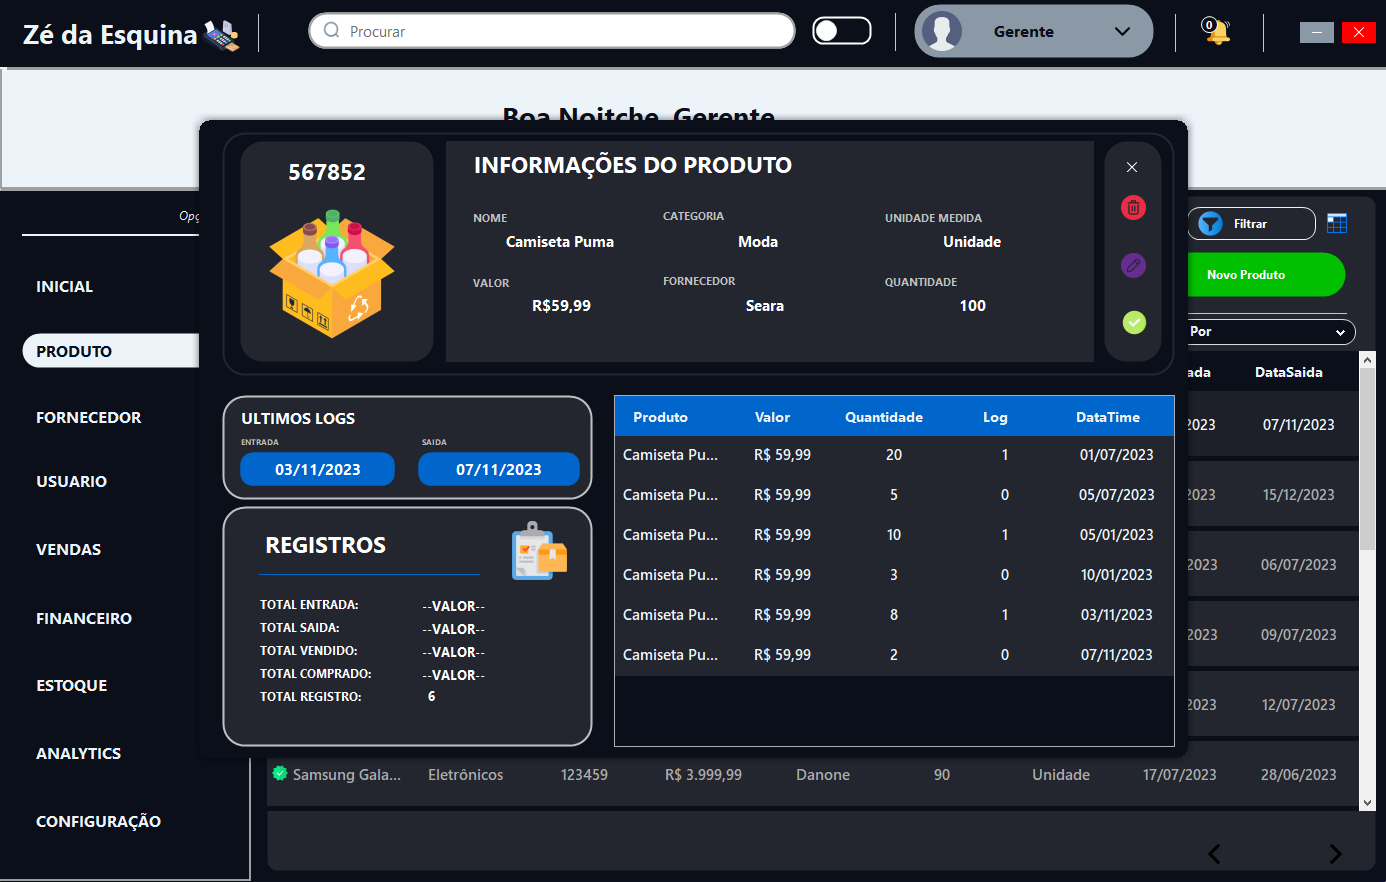 Zé da Esquina
Procurar
Gerente
0
Boa Noitche, Gerente
Opç
INICIAL
PRODUTO
FORNECEDOR
USUARIO
VENDAS
FINANCEIRO
ESTOQUE
ANALYTICS
CONFIGURAÇÃO
567852
INFORMAÇÕES DO PRODUTO
NOME
CATEGORIA
UNIDADE MEDIDA
Camiseta Puma
Moda
Unidade
VALOR
FORNECEDOR
QUANTIDADE
R$59,99
Seara
100
ULTIMOS LOGS
ENTRADA
SAIDA
03/11/2023
07/11/2023
REGISTROS
TOTAL ENTRADA: --VALOR--
TOTAL SAIDA: --VALOR--
TOTAL VENDIDO: --VALOR--
TOTAL COMPRADO: --VALOR--
TOTAL REGISTRO: 6
Produto Valor Quantidade Log DataTime
Camiseta Pu... R$ 59,99 20 1 01/07/2023
Camiseta Pu... R$ 59,99 5 0 05/07/2023
Camiseta Pu... R$ 59,99 10 1 05/01/2023
Camiseta Pu... R$ 59,99 3 0 10/01/2023
Camiseta Pu... R$ 59,99 8 1 03/11/2023
Camiseta Pu... R$ 59,99 2 0 07/11/2023
Filtrar
Novo Produto
Por
ada DataSaida
2023 07/11/2023
2023 15/12/2023
2023 06/07/2023
2023 09/07/2023
2023 12/07/2023
Samsung Gala... Eletrônicos 123459 R$ 3.999,99 Danone 90 Unidade 17/07/2023 28/06/2023